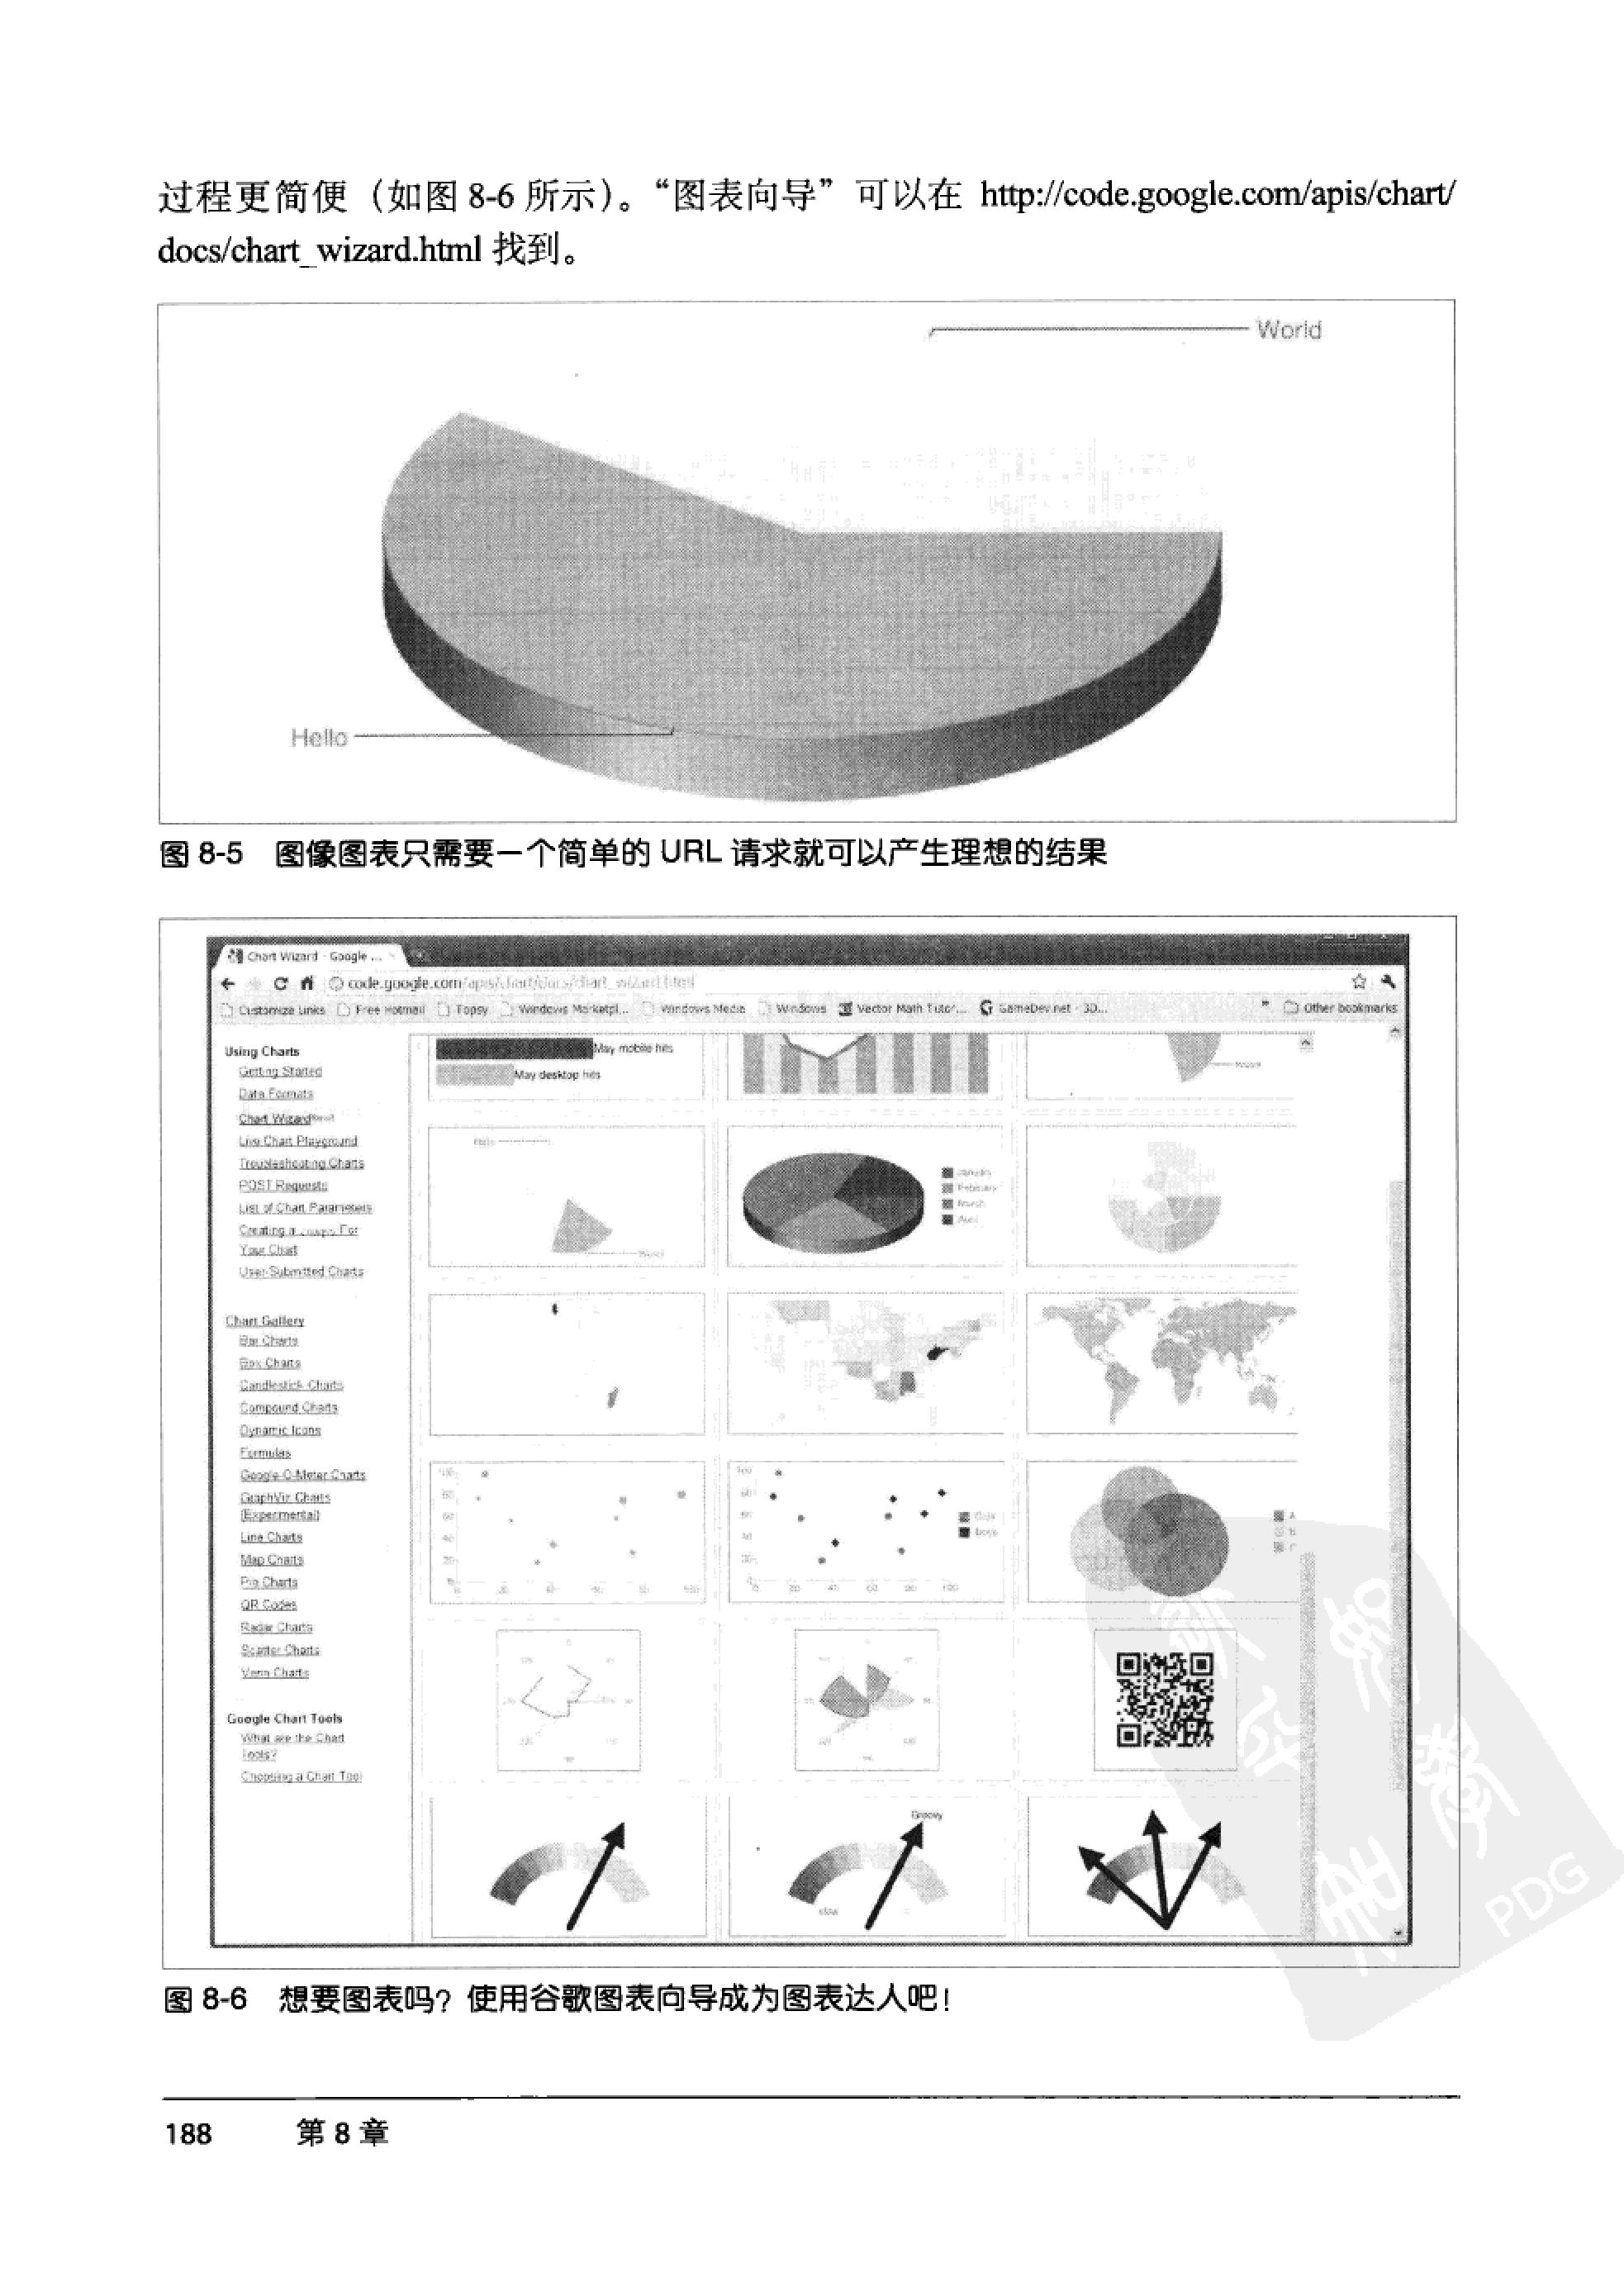 过程更简便（如图 8-6 所示）。“图表向导”可以在 http://code.google.com/apis/chart/
docs/chart_wizard.html 找到。
World
Hello
图 8-5 图像图表只需要一个简单的 URL 请求就可以产生理想的结果
Chart Wizard - Google ...
code.google.com/apis/chart/docs/chart_wizard.html
Customize Links Free Hotmail Topsy Windows Marketpl... Windows Media Windows Vector Math Tutor... GameDev.net - 3D... Other bookmarks
Using Charts
Getting Started
Data Formats
Chart Wizard
Live Chart Playground
Troubleshooting Charts
POST Requests
List of Chart Parameters
Creating a For
Your Chart
User-Submitted Charts
Chart Gallery
Bar Charts
Box Charts
Candlestick Charts
Compound Charts
Dynamic Icons
Formulas
Google-O-Meter Charts
GraphViz Charts
(Experimental)
Line Charts
Map Charts
Pie Charts
QR Codes
Radar Charts
Scatter Charts
Venn Charts
Google Chart Tools
What are the Chart
Tools?
Choosing a Chart Tool
May mobile hits
May desktop hits
World
Hello
World
January
February
March
April
Groovy
slow
图 8-6 想要图表吗？使用谷歌图表向导成为图表达人吧！
PDG
188 第 8 章